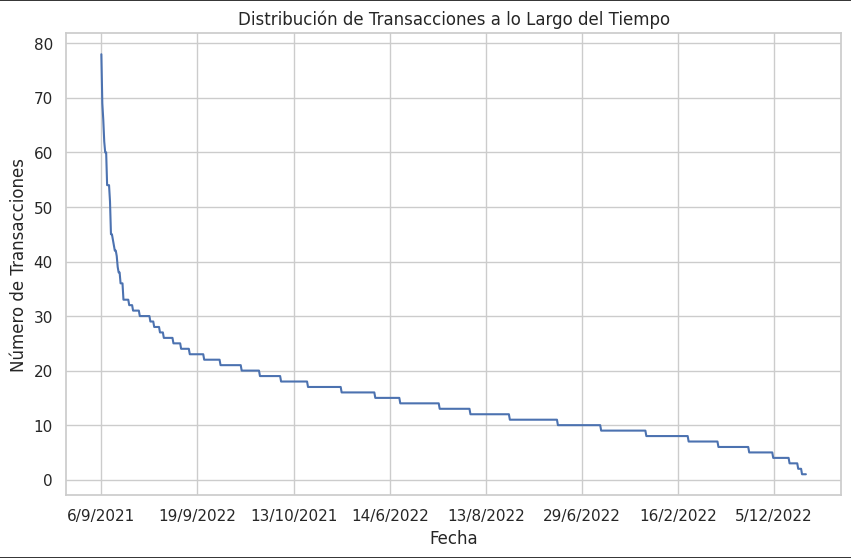 Distribución de Transacciones a lo Largo del Tiempo
80
70
60
50
40
30
20
10
0
Número de Transacciones
6/9/2021 19/9/2022 13/10/2021 14/6/2022 13/8/2022 29/6/2022 16/2/2022 5/12/2022
Fecha